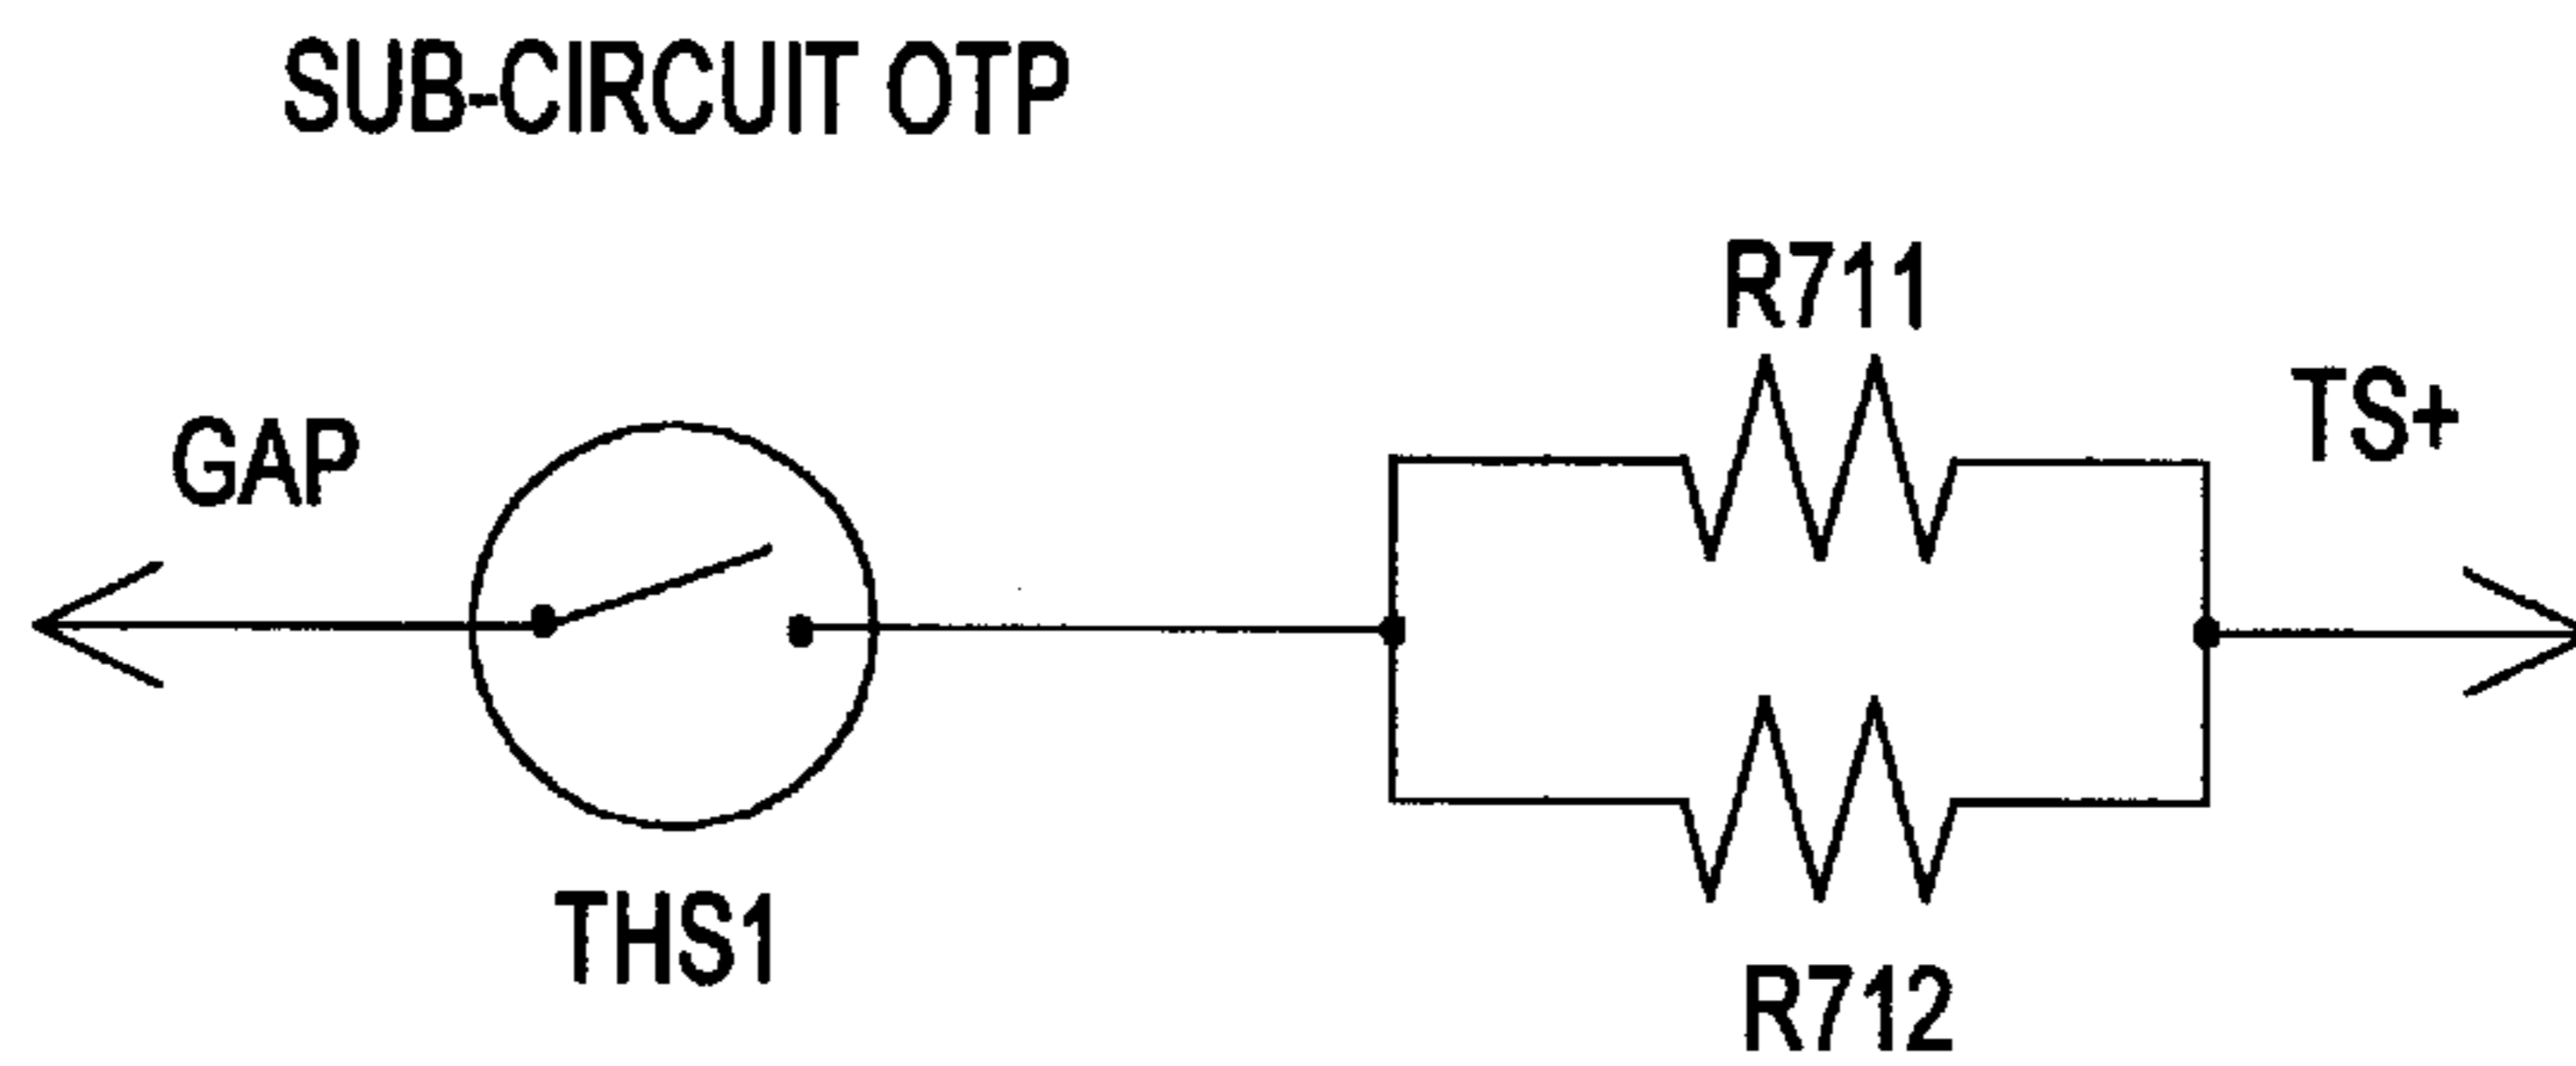 SUB-CIRCUIT OTP
R711
TS+
GAP
THS1
R712